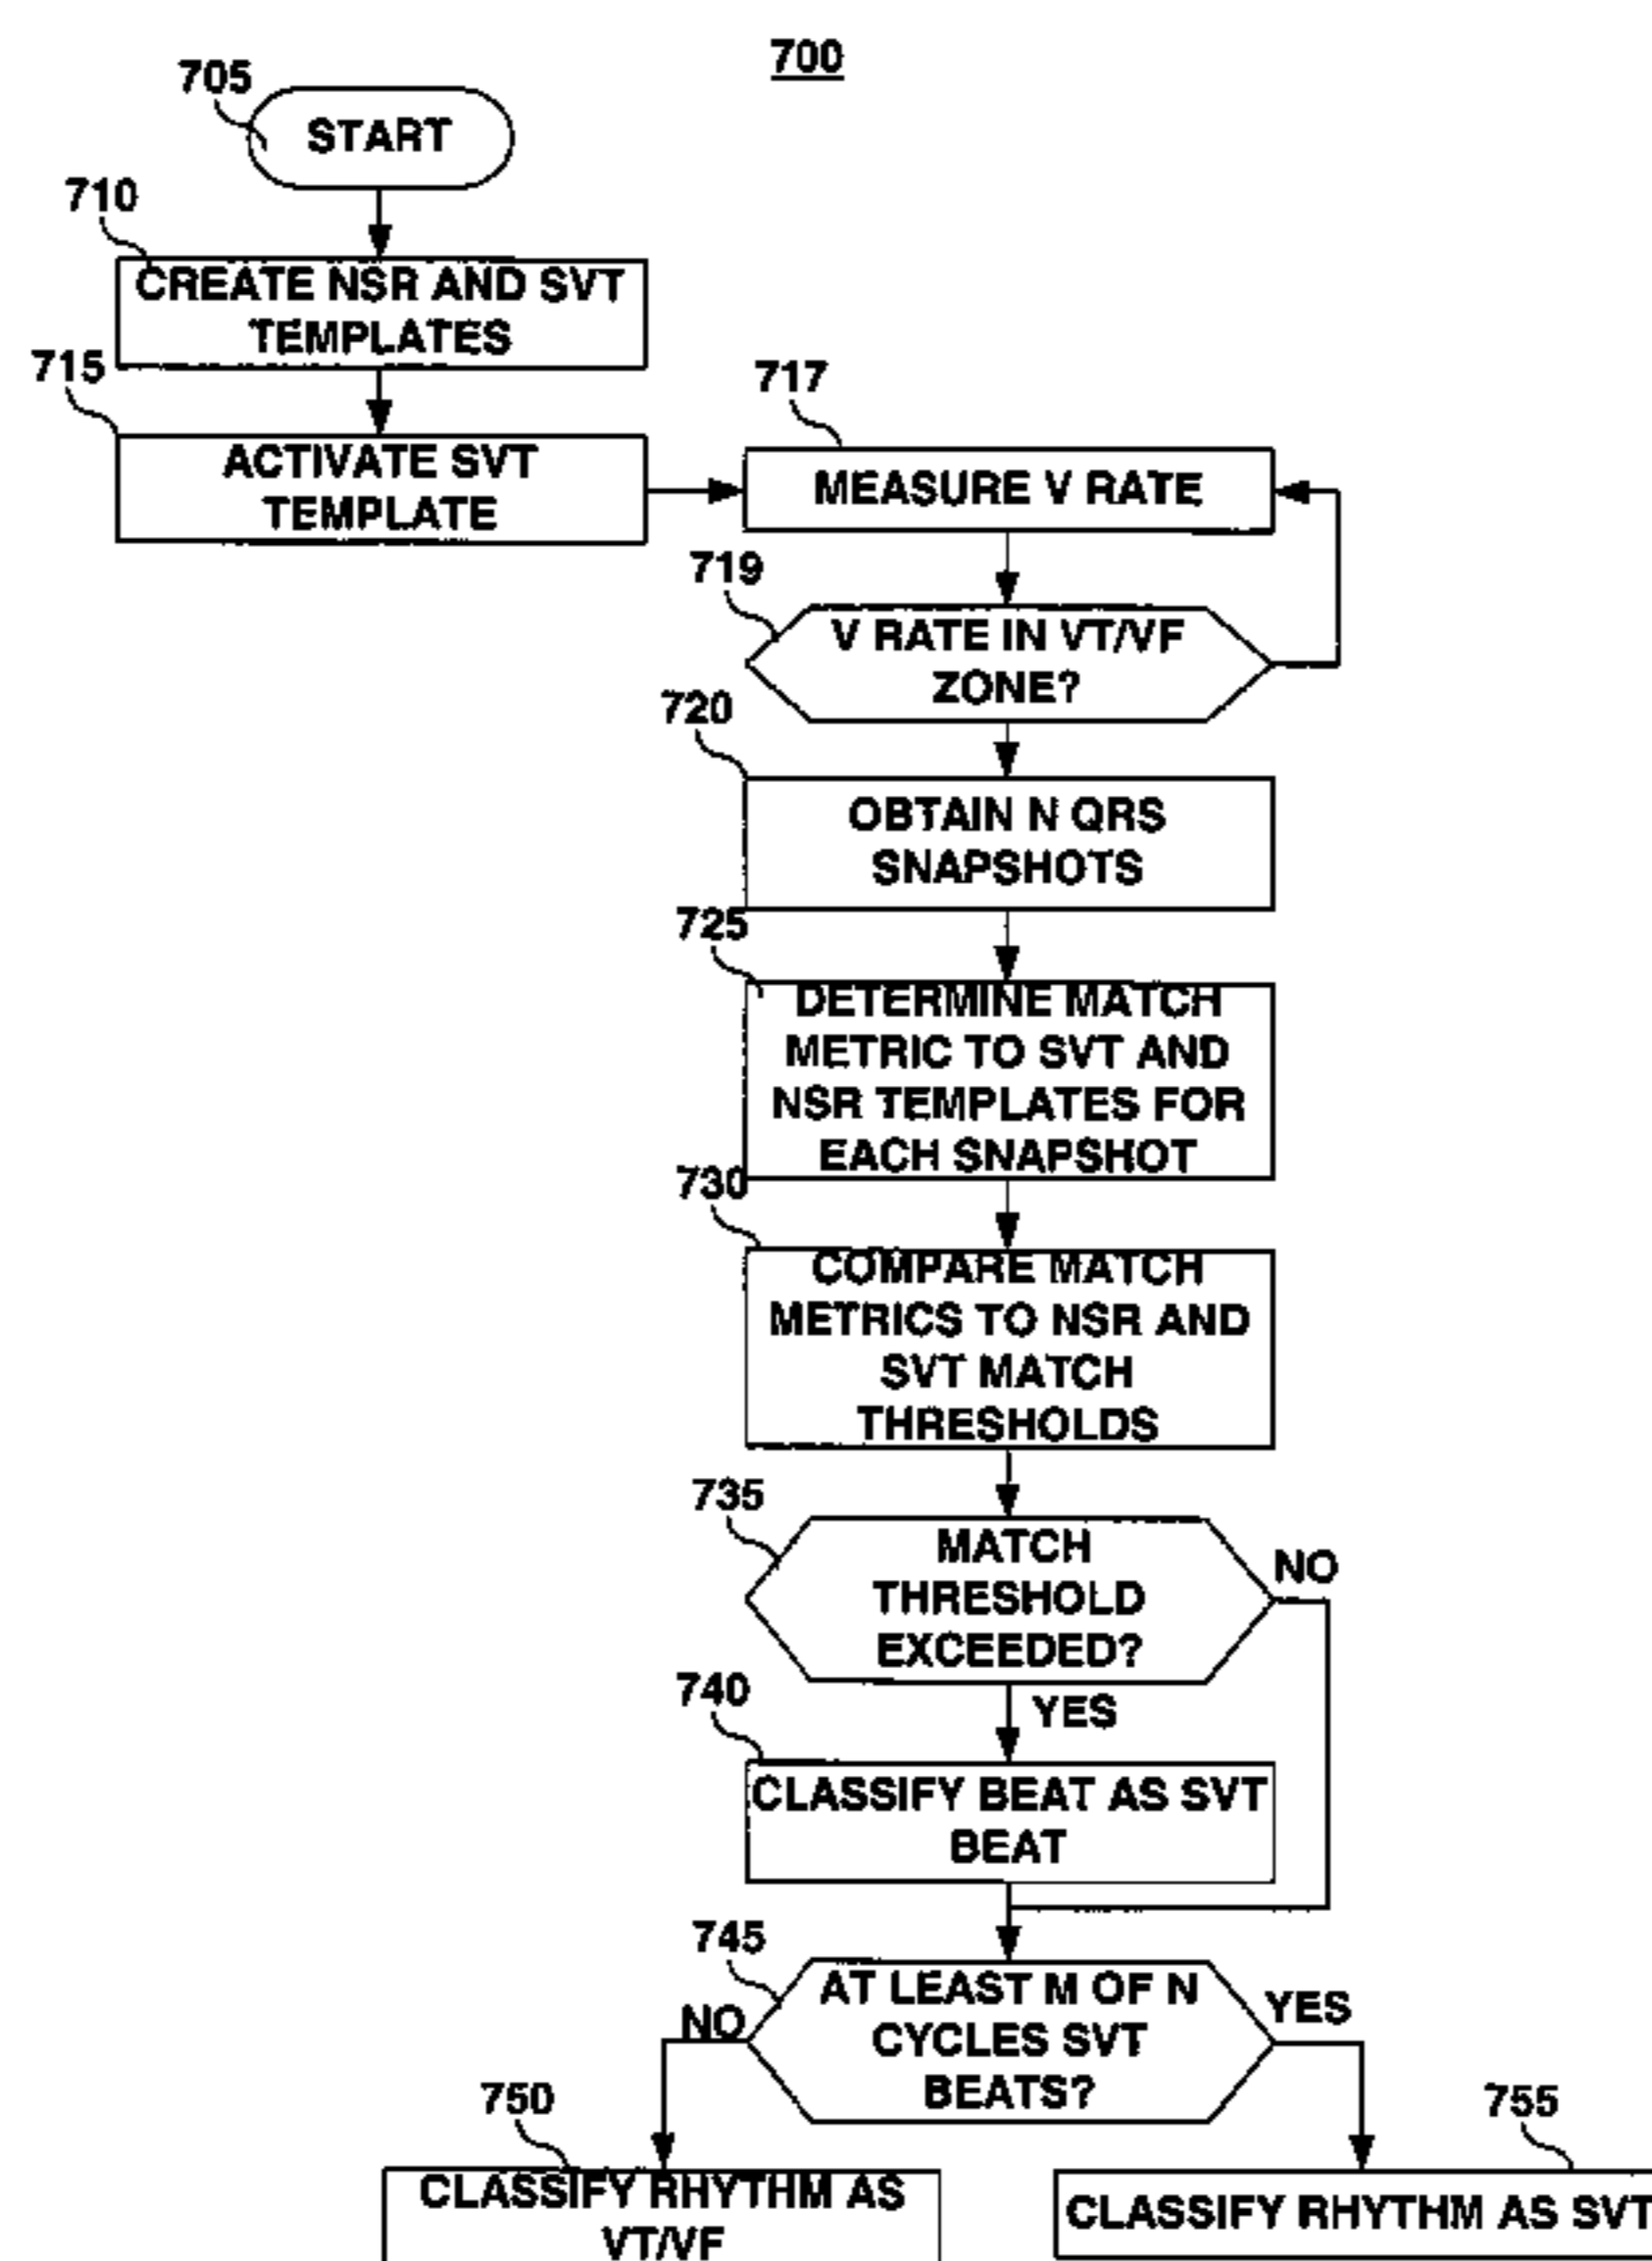 700
705
START
710
CREATE NSR AND SVT
TEMPLATES
715
ACTIVATE SVT
TEMPLATE
717
MEASURE V RATE
719
V RATE IN VT/VF
ZONE?
720
OBTAIN N QRS
SNAPSHOTS
725
DETERMINE MATCH
METRIC TO SVT AND
NSR TEMPLATES FOR
EACH SNAPSHOT
730
COMPARE MATCH
METRICS TO NSR AND
SVT MATCH
THRESHOLDS
735
MATCH
THRESHOLD
EXCEEDED?
NO
YES
740
CLASSIFY BEAT AS SVT
BEAT
745
AT LEAST M OF N
CYCLES SVT
BEATS?
NO
YES
750
CLASSIFY RHYTHM AS
VT/VF
755
CLASSIFY RHYTHM AS SVT